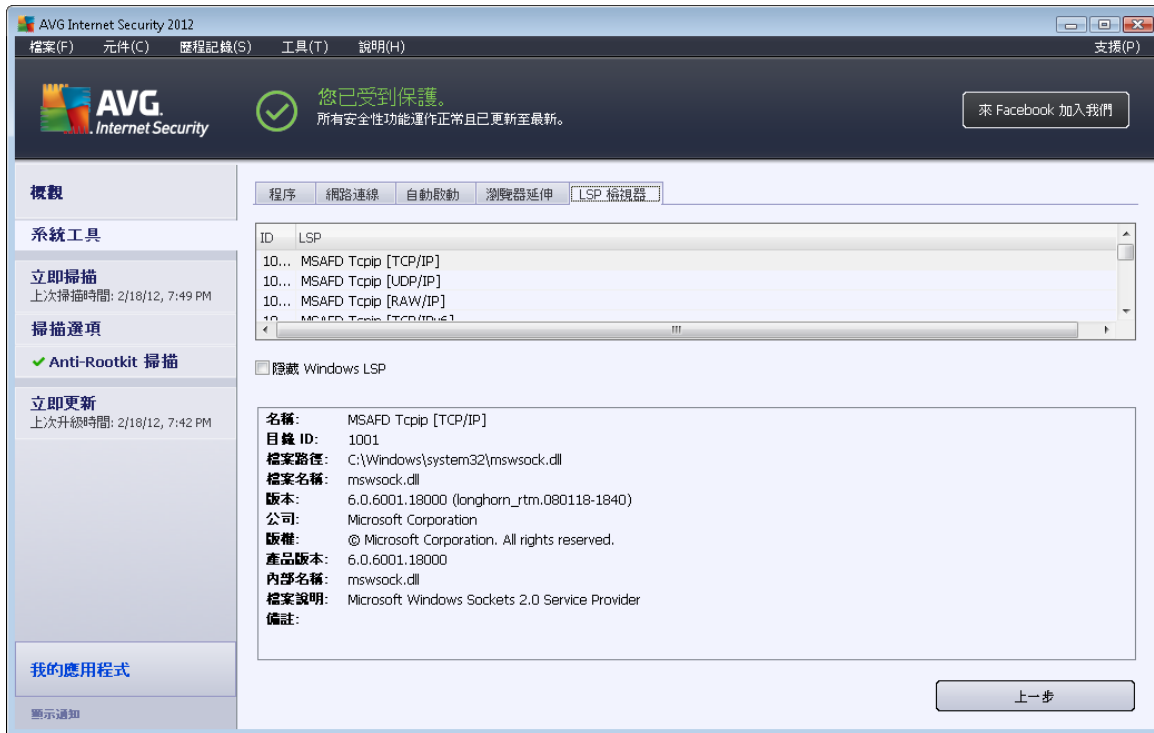 AVG Internet Security 2012
檔案(F) 元件(C) 歷程記錄(S) 工具(T) 說明(H) 支援(P)
AVG.
Internet Security
您已受到保護。
所有安全性功能運作正常且已更新至最新。
來 Facebook 加入我們
概觀
系統工具
立即掃描
上次掃描時間: 2/18/12, 7:49 PM
掃描選項
Anti-Rootkit 掃描
立即更新
上次升級時間: 2/18/12, 7:42 PM
我的應用程式
顯示通知
程序 網路連線 自動啟動 瀏覽器延伸 LSP 檢視器
ID LSP
10... MSAFD Tcpip [TCP/IP]
10... MSAFD Tcpip [UDP/IP]
10... MSAFD Tcpip [RAW/IP]
10... MSAFD Tcpip [TCP/IPv6]
隱藏 Windows LSP
名稱: MSAFD Tcpip [TCP/IP]
目錄 ID: 1001
檔案路徑: C:\Windows\system32\mswsock.dll
檔案名稱: mswsock.dll
版本: 6.0.6001.18000 (longhorn_rtm.080118-1840)
公司: Microsoft Corporation
版權: © Microsoft Corporation. All rights reserved.
產品版本: 6.0.6001.18000
內部名稱: mswsock.dll
檔案說明: Microsoft Windows Sockets 2.0 Service Provider
備註:
上一步